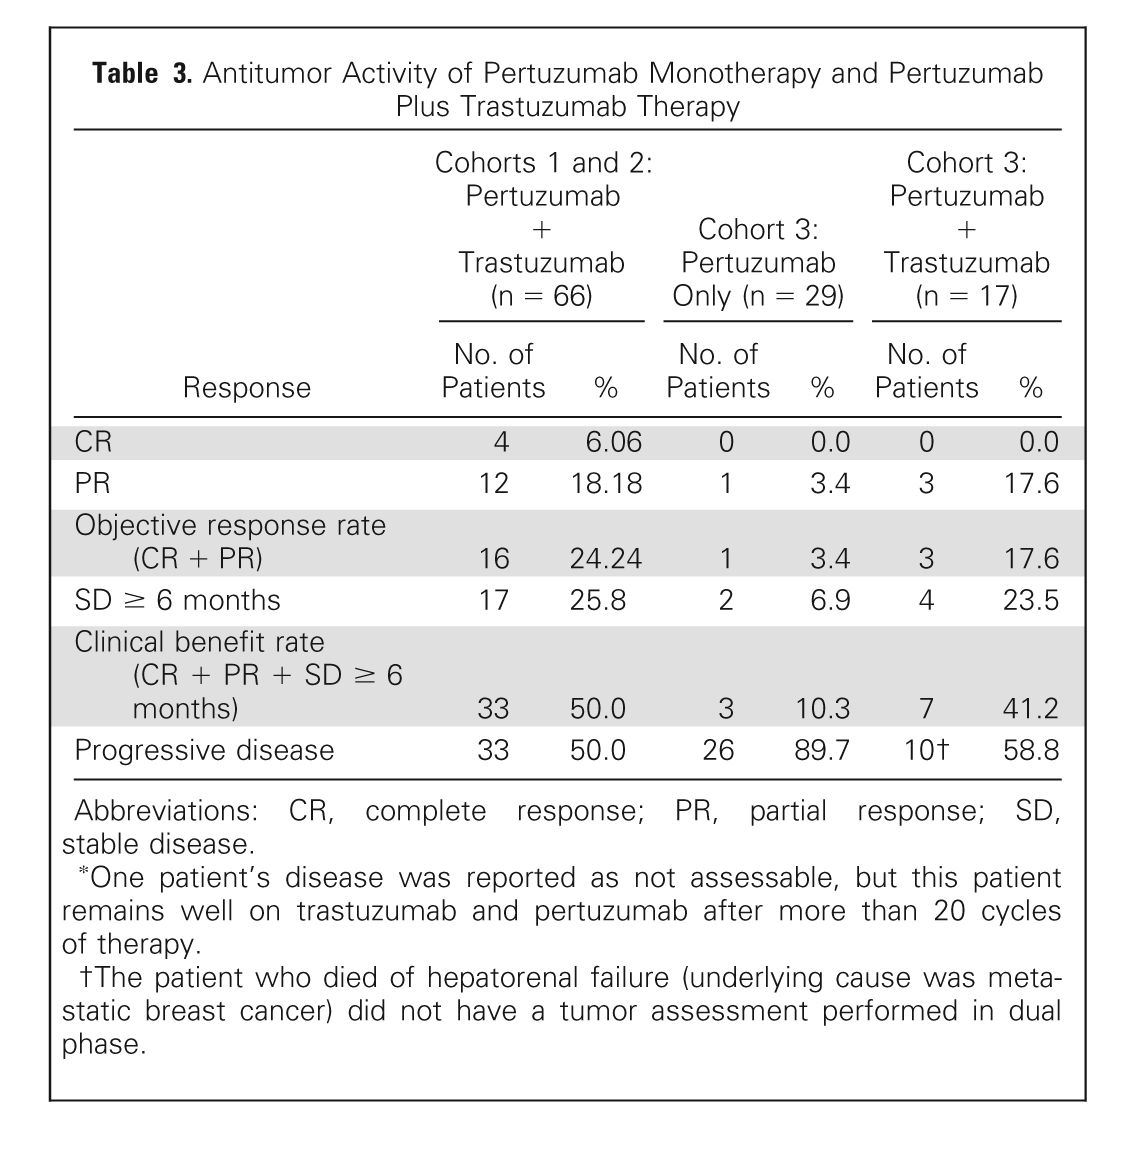 Table 3. Antitumor Activity of Pertuzumab Monotherapy and Pertuzumab
Plus Trastuzumab Therapy
Cohorts 1 and 2:
Pertuzumab
+
Trastuzumab
(n = 66)
Cohort 3:
Pertuzumab
Only (n = 29)
Cohort 3:
Pertuzumab
+
Trastuzumab
(n = 17)
Response
No. of
Patients
%
No. of
Patients
%
No. of
Patients
%
CR 4 6.06 0 0.0 0 0.0
PR 12 18.18 1 3.4 3 17.6
Objective response rate
(CR + PR) 16 24.24 1 3.4 3 17.6
SD ≥ 6 months 17 25.8 2 6.9 4 23.5
Clinical benefit rate
(CR + PR + SD ≥ 6
months) 33 50.0 3 10.3 7 41.2
Progressive disease 33 50.0 26 89.7 10† 58.8
Abbreviations: CR, complete response; PR, partial response; SD,
stable disease.
*One patient's disease was reported as not assessable, but this patient
remains well on trastuzumab and pertuzumab after more than 20 cycles
of therapy.
†The patient who died of hepatorenal failure (underlying cause was meta-
static breast cancer) did not have a tumor assessment performed in dual
phase.